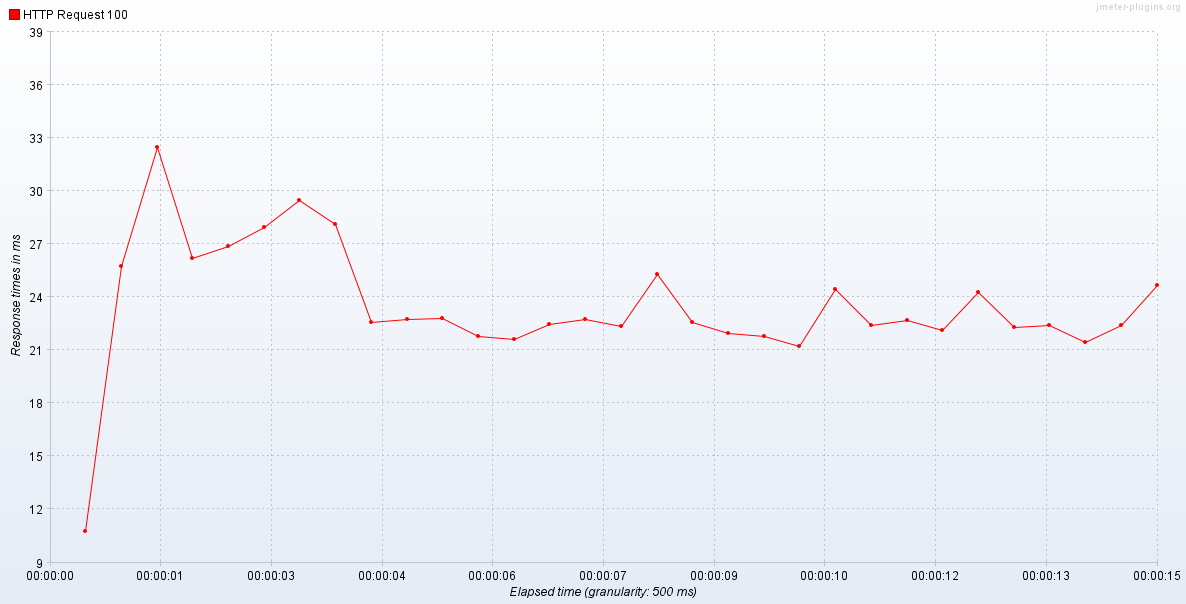 jmeter-plugins.org
HTTP Request 100
39
36
33
30
27
24
21
18
15
12
9
Response times in ms
00:00:00 00:00:01 00:00:03 00:00:04 00:00:06 00:00:07 00:00:09 00:00:10 00:00:12 00:00:13 00:00:15
Elapsed time (granularity: 500 ms)